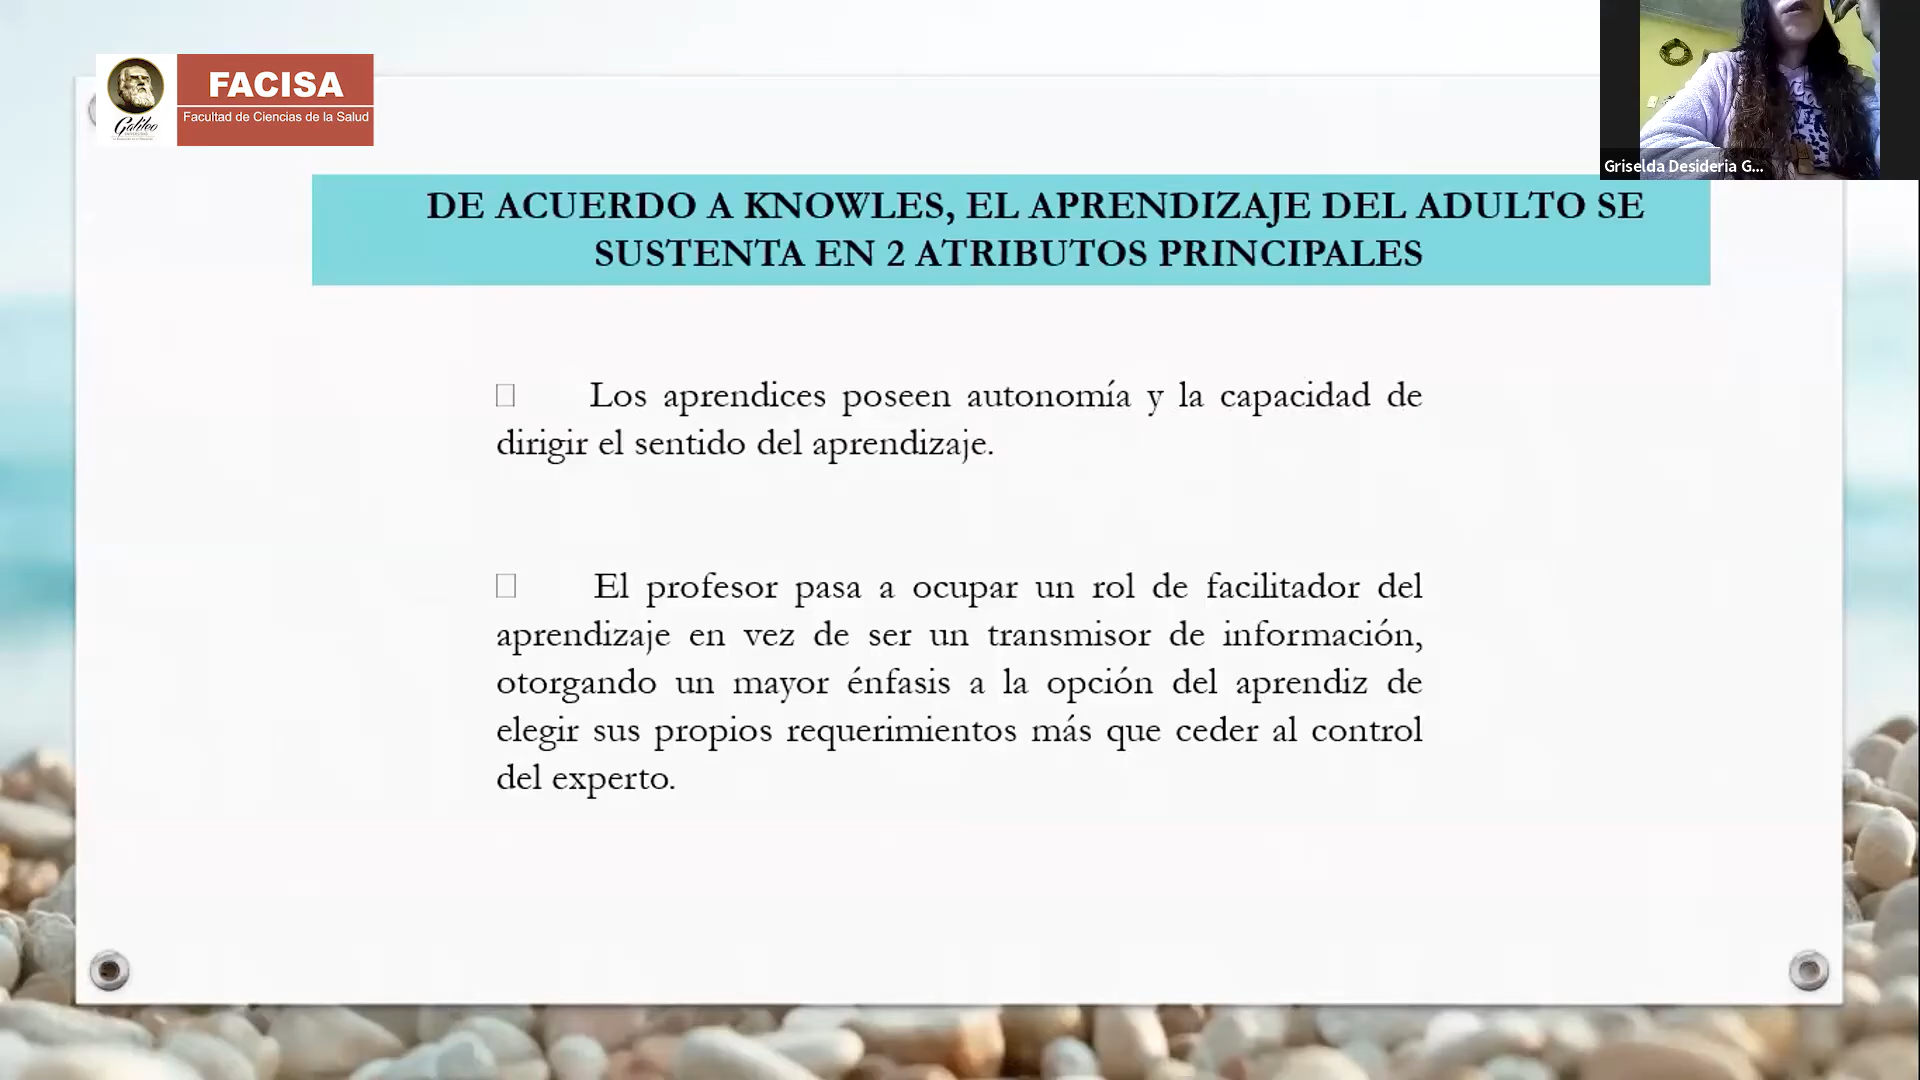 Galileo
FACISA
Facultad de Ciencias de la Salud
Griselda Desideria G...
DE ACUERDO A KNOWLES, EL APRENDIZAJE DEL ADULTO SE
SUSTENTA EN 2 ATRIBUTOS PRINCIPALES
Los aprendices poseen autonomía y la capacidad de
dirigir el sentido del aprendizaje.
El profesor pasa a ocupar un rol de facilitador del
aprendizaje en vez de ser un transmisor de información,
otorgando un mayor énfasis a la opción del aprendiz de
elegir sus propios requerimientos más que ceder al control
del experto.